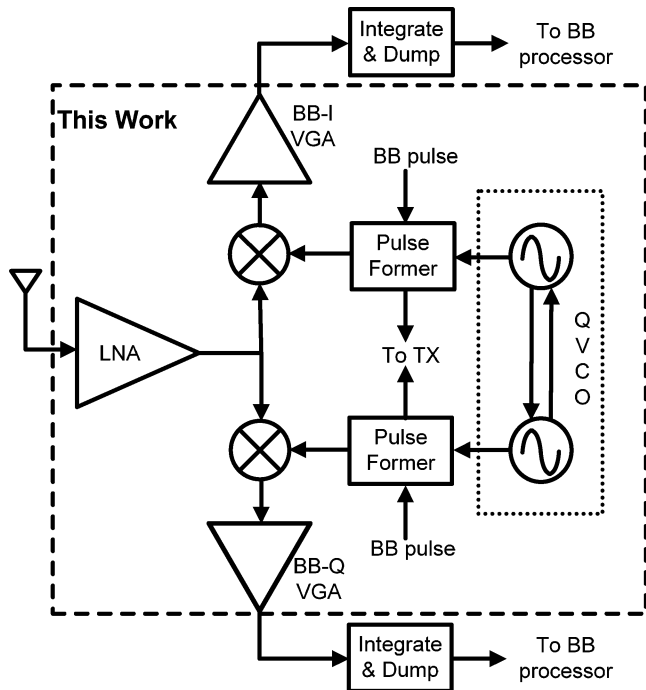 Integrate
& Dump
To BB
processor
This Work
BB-I
VGA
BB pulse
Pulse
Former
LNA
To TX
Q
V
C
O
Pulse
Former
BB pulse
BB-Q
VGA
Integrate
& Dump
To BB
processor